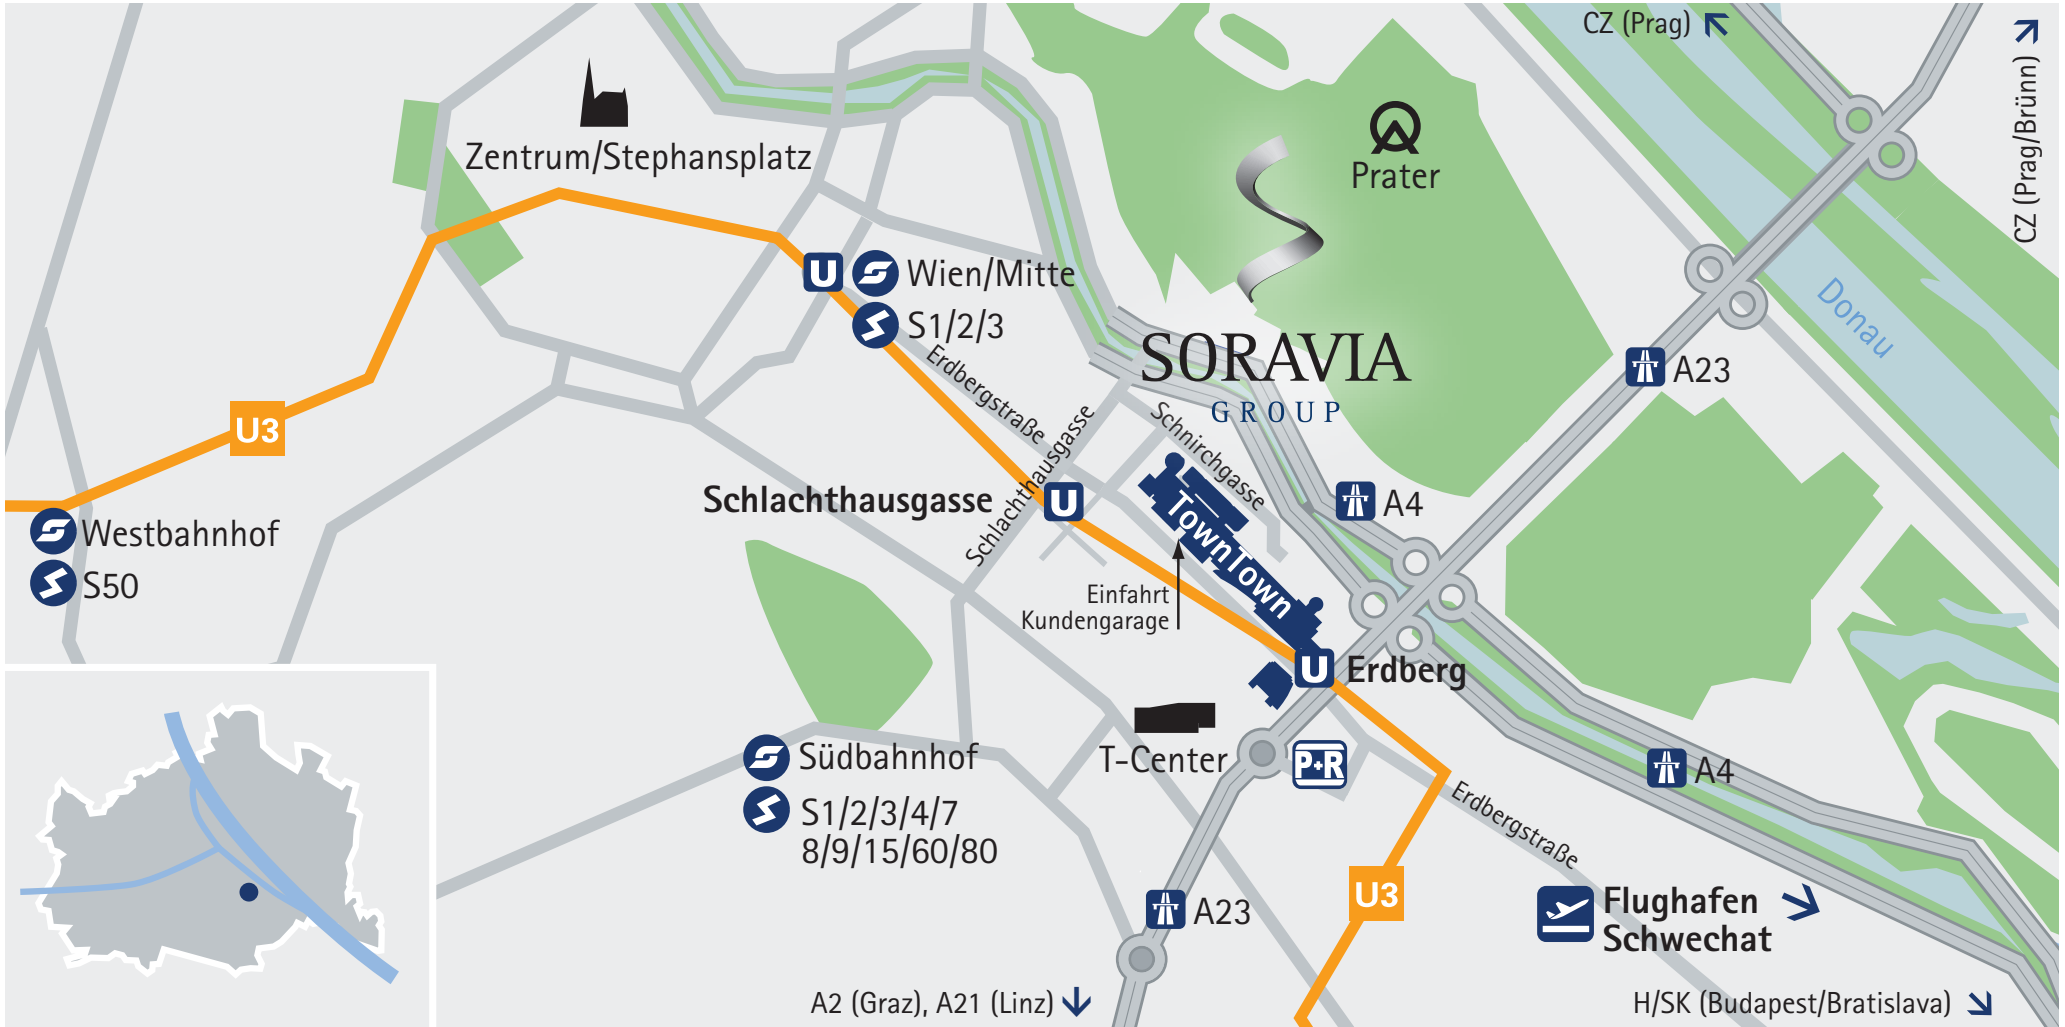 CZ (Prag)
CZ (Prag/Brünn)
Zentrum/Stephansplatz
Prater
U
Wien/Mitte
S1/2/3
Donau
SORAVIA
GROUP
A23
Erdbergstraße
Schlachthausgasse
Schnirchgasse
U3
Schlachthausgasse
U
A4
TownTown
Westbahnhof
S50
Einfahrt
Kundengarage
U
Erdberg
T-Center
P+R
Südbahnhof
S1/2/3/4/7
8/9/15/60/80
A4
Erdbergstraße
U3
A23
Flughafen
Schwechat
A2 (Graz), A21 (Linz)
H/SK (Budapest/Bratislava)